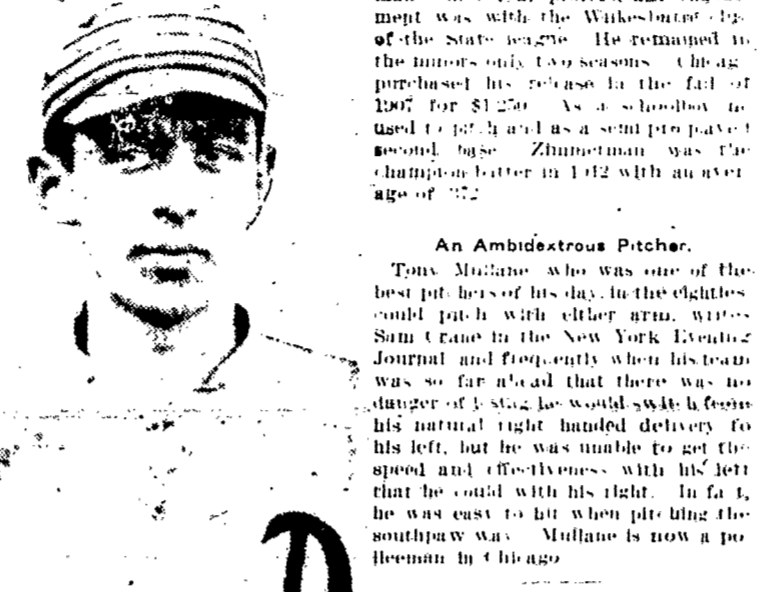 ment was with the Wilkesbarre
of the State league. He remained in
the minors only two seasons. Chicago
purchased his release in the fall of
1907 for $1250. As a schoolboy he
used to pitch and as a semi pro played
second base. Zimmerman was the
champion batter in 1912 with an aver
age of 372
An Ambidextrous Pitcher.
Tony Mullane who was one of the
best pitchers of his day, in the eighties
could pitch with either arm, writes
Sam Crane in the New York Evening
Journal and frequently when his team
was so far ahead that there was no
danger of losing he would switch from
his natural right handed delivery to
his left, but he was unable to get the
speed and effectiveness with his left
that he could with his right. In fact,
he was easy to hit when pitching the
southpaw way Mullane is now a po
liceman in Chicago